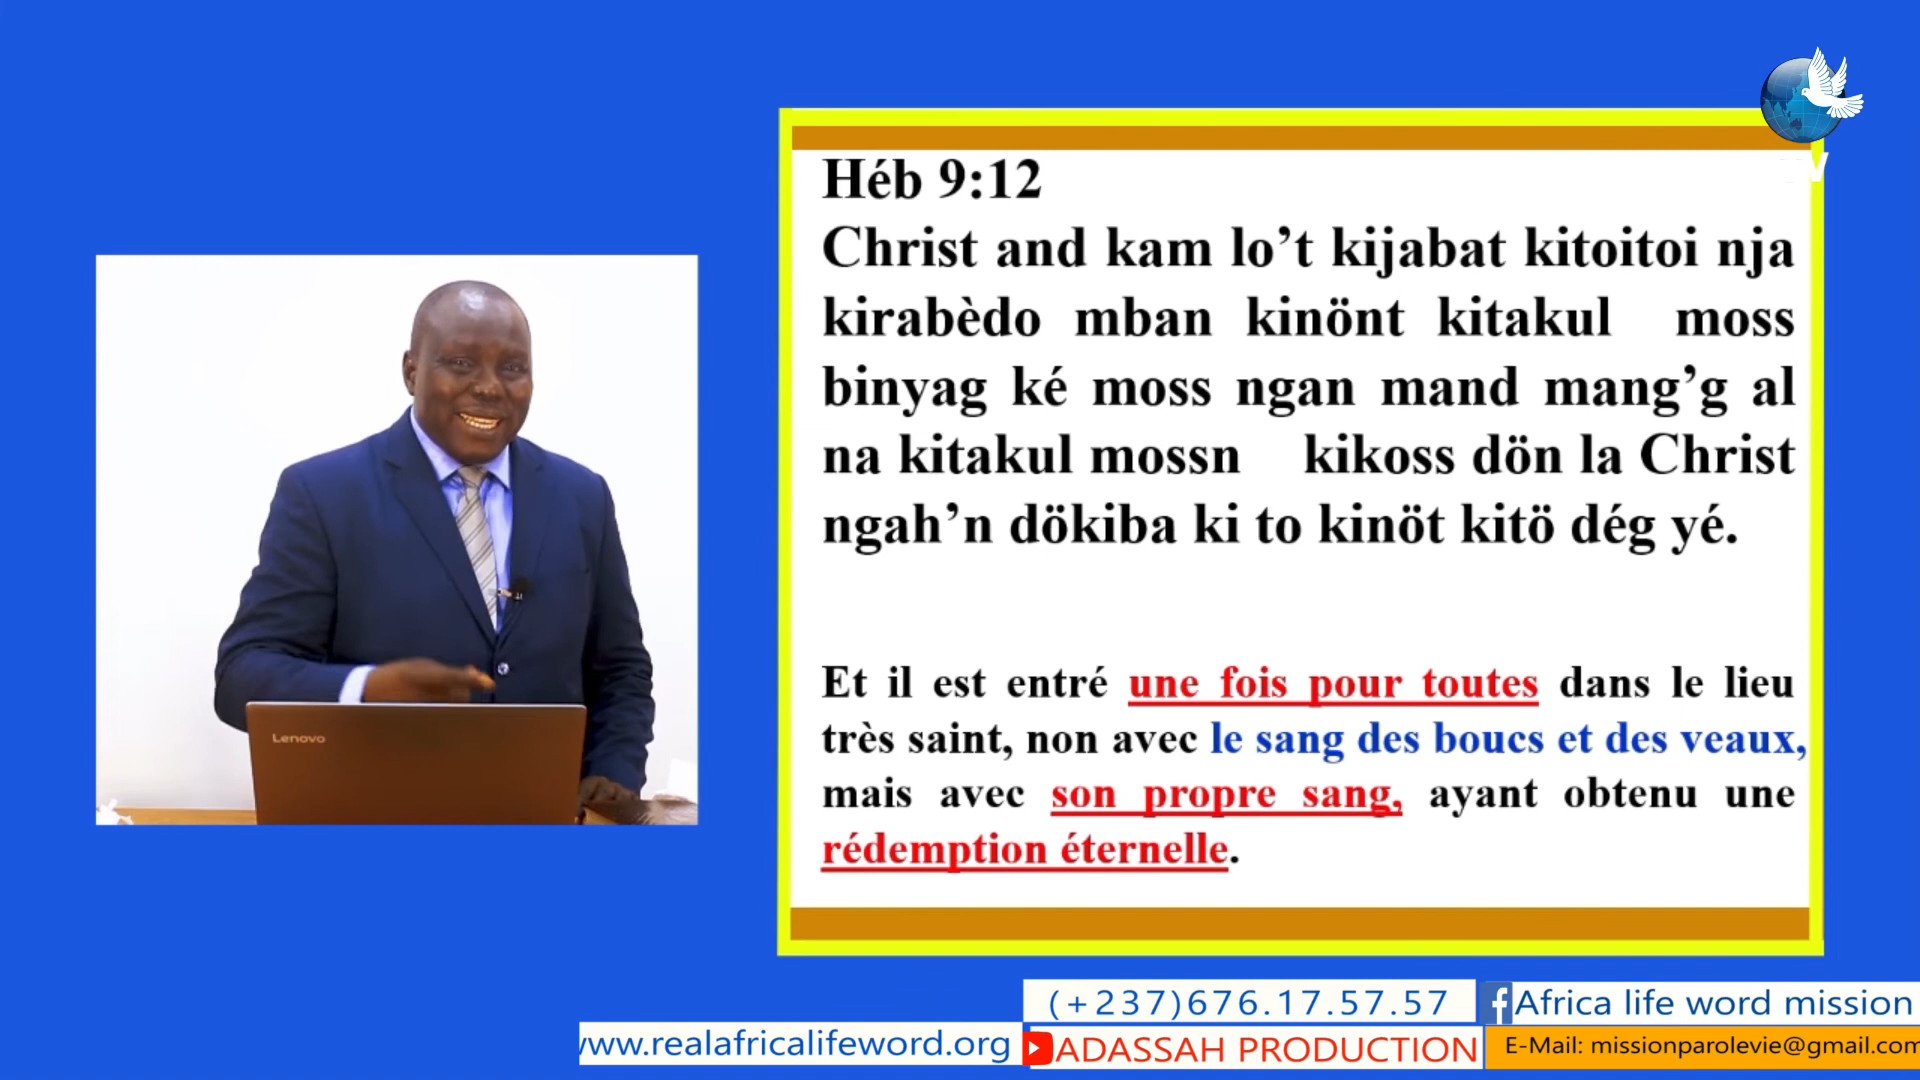 Héb 9:12
Christ and kam lo’t kijabat kitoitoi nja
kirabèdo mban kinönt kitakul moss
binyag ké moss ngan mand mang’g al
na kitakul mossn kikoss dön la Christ
ngah’n dökiba ki to kinöt kitö dég yé.
Et il est entré une fois pour toutes dans le lieu
très saint, non avec le sang des boucs et des veaux,
mais avec son propre sang, ayant obtenu une
rédemption éternelle.
Lenovo
(+237)676.17.57.57
Africa life word mission
www.realafricalifeword.org
ADASSAH PRODUCTION
E-Mail: missionparolevie@gmail.com